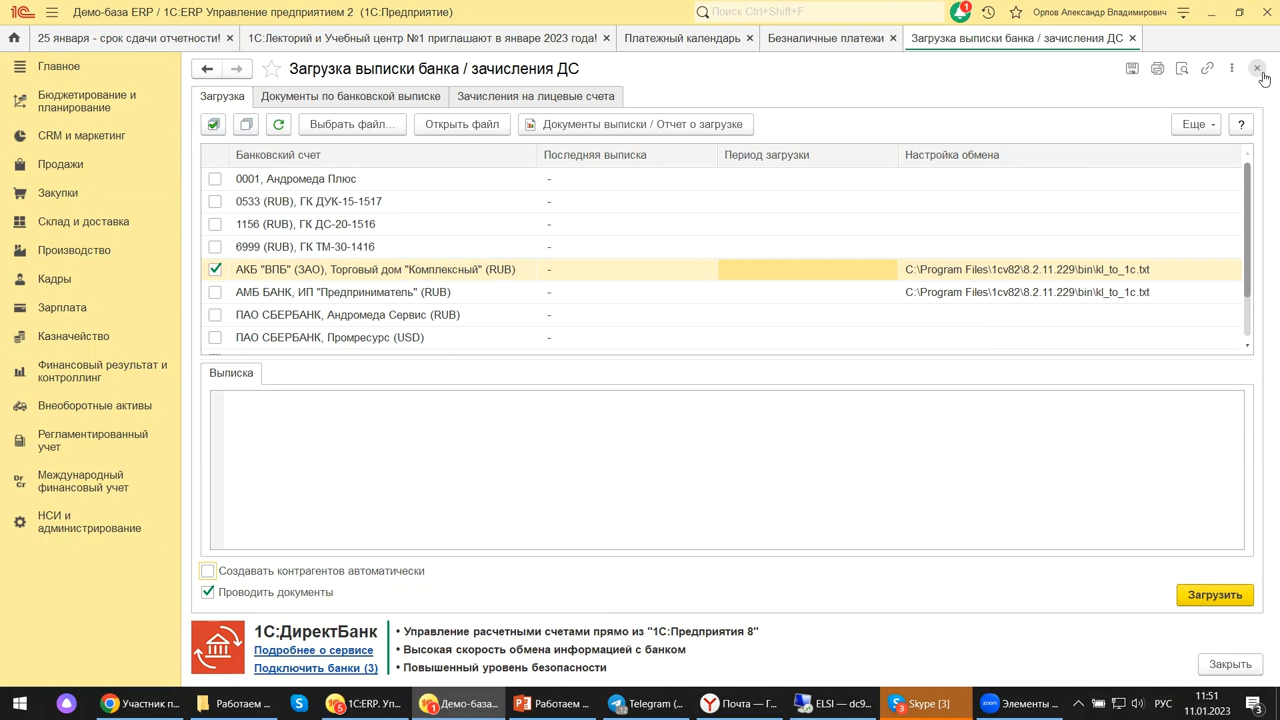 Демо-база ERP / 1С:ERP Управление предприятием 2 (1С:Предприятие)
Поиск Ctrl+Shift+F
1
Орлов Александр Владимирович
25 января - срок сдачи отчетности!
1С:Лекторий и Учебный центр №1 приглашают в январе 2023 года!
Платежный календарь
Безналичные платежи
Загрузка выписки банка / зачисления ДС
Главное
Бюджетирование и
планирование
CRM и маркетинг
Продажи
Закупки
Склад и доставка
Производство
Кадры
Зарплата
Казначейство
Финансовый результат и
контроллинг
Внеоборотные активы
Регламентированный
учет
Dr
Cr
Международный
финансовый учет
НСИ и
администрирование
Загрузка выписки банка / зачисления ДС
Загрузка
Документы по банковской выписке
Зачисления на лицевые счета
Выбрать файл...
Открыть файл
Документы выписки / Отчет о загрузке
Еще
?
Банковский счет
Последняя выписка
Период загрузки
Настройка обмена
0001, Андромеда Плюс -
0533 (RUB), ГК ДУК-15-1517 -
1156 (RUB), ГК ДС-20-1516 -
6999 (RUB), ГК ТМ-30-1416 -
АКБ "ВПБ" (ЗАО), Торговый дом "Комплексный" (RUB) - C:\Program Files\1cv82\8.2.11.229\bin\kl_to_1c.txt
АМБ БАНК, ИП "Предприниматель" (RUB) - C:\Program Files\1cv82\8.2.11.229\bin\kl_to_1c.txt
ПАО СБЕРБАНК, Андромеда Сервис (RUB) -
ПАО СБЕРБАНК, Промресурс (USD) -
Выписка
Создавать контрагентов автоматически
Проводить документы
Загрузить
1С:ДиректБанк
Подробнее о сервисе
Подключить банки (3)
• Управление расчетными счетами прямо из "1С:Предприятия 8"
• Высокая скорость обмена информацией с банком
• Повышенный уровень безопасности
Закрыть
Участник п...
Работаем ...
1С:ERP. Уп...
Демо-база...
Работаем ...
Telegram (...
Почта — Г...
ELSI — dc9...
Skype [3]
Элементы ...
РУС
11:51
11.01.2023
3